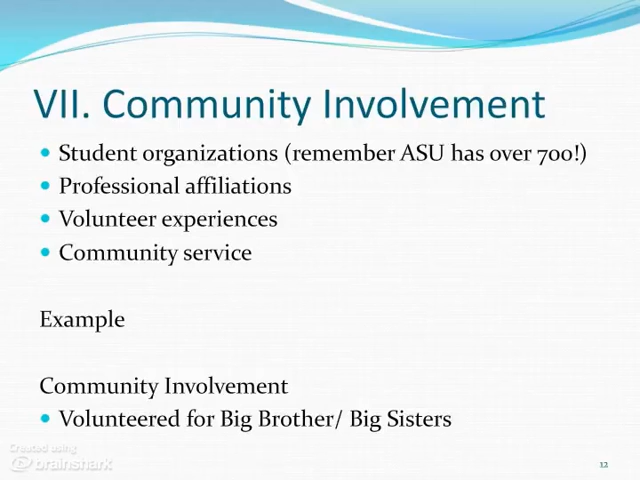 VII. Community Involvement
• Student organizations (remember ASU has over 700!)
• Professional affiliations
• Volunteer experiences
• Community service
Example
Community Involvement
• Volunteered for Big Brother/ Big Sisters
Created using
brainshark
12